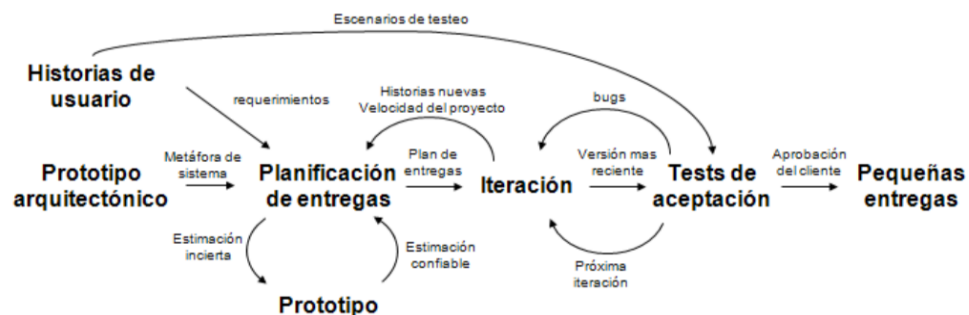 Escenarios de testeo
Historias de
usuario
requerimientos
Historias nuevas
Velocidad del proyecto
bugs
Prototipo
arquitectónico
Metáfora de
sistema
Planificación
de entregas
Plan de
entregas
Iteración
Versión mas
reciente
Tests de
aceptación
Aprobación
del cliente
Pequeñas
entregas
Estimación
incierta
Estimación
confiable
Próxima
iteración
Prototipo